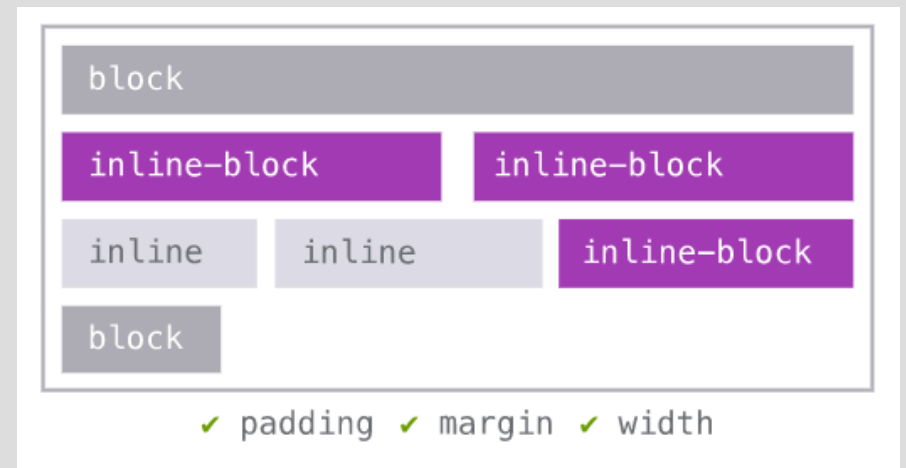 block
inline-block inline-block
inline inline inline-block
block
✔ padding ✔ margin ✔ width